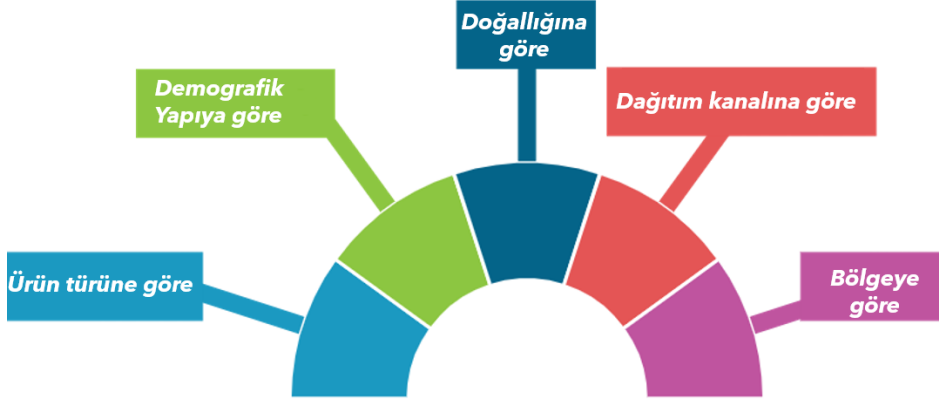 Doğallığına
göre
Demografik
Yapıya göre
Dağıtım kanalına göre
Ürün türüne göre
Bölgeye
göre